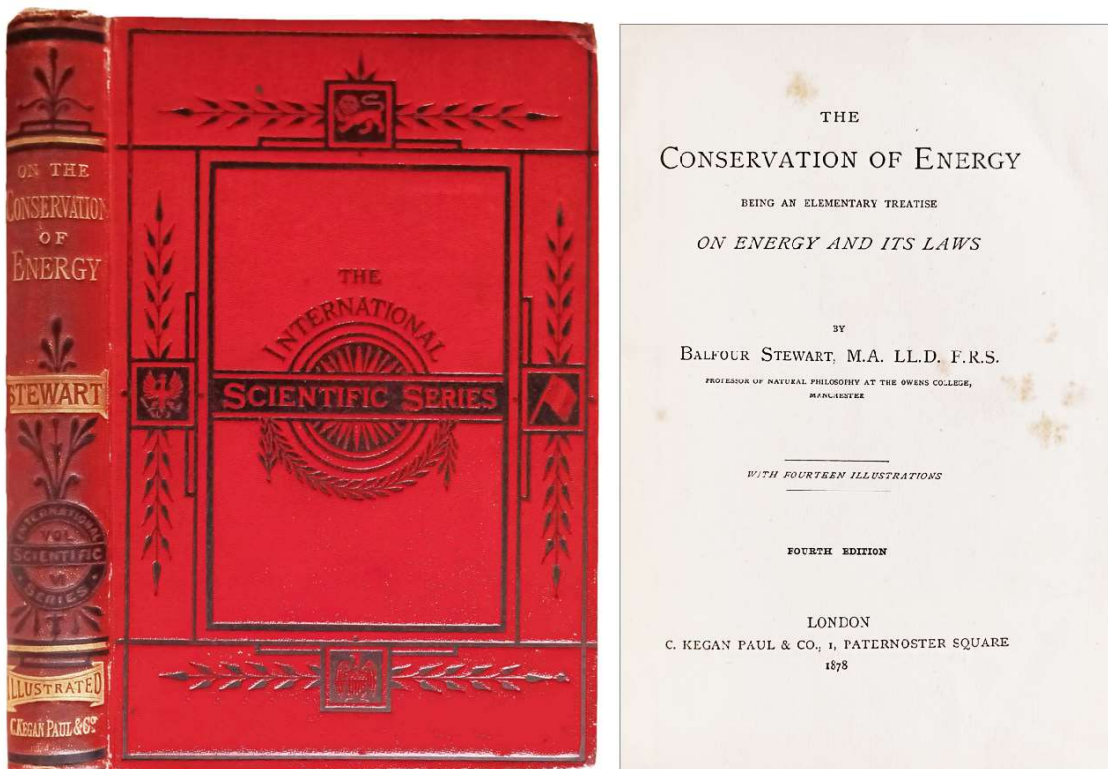 ON THE
CONSERVATION
OF
ENERGY
STEWART
INTERNATIONAL
VOL
SCIENTIFIC
VI
SERIES
ILLUSTRATED
C. KEGAN PAUL & Co.
THE
INTERNATIONAL
SCIENTIFIC SERIES
THE
CONSERVATION OF ENERGY
BEING AN ELEMENTARY TREATISE
ON ENERGY AND ITS LAWS
BY
BALFOUR STEWART, M.A. LL.D. F.R.S.
PROFESSOR OF NATURAL PHILOSOPHY AT THE OWENS COLLEGE,
MANCHESTER
WITH FOURTEEN ILLUSTRATIONS
FOURTH EDITION
LONDON
C. KEGAN PAUL & CO., 1, PATERNOSTER SQUARE
1878